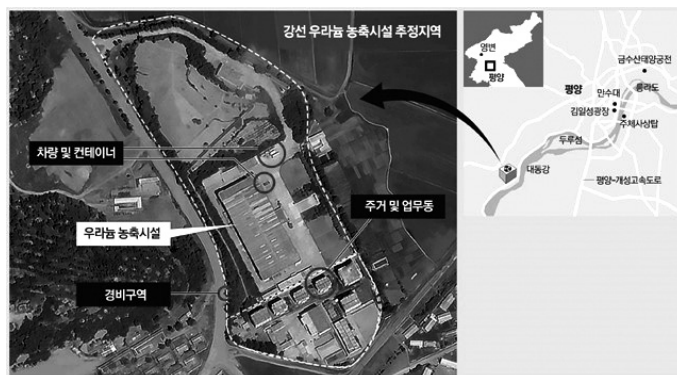 강선 우라늄 농축시설 추정지역
차량 및 컨테이너
주거 및 업무동
우라늄 농축시설
경비구역
영변
평양
금수산태양궁전
평양
만수대
릉라도
김일성광장
주체사상탑
두루섬
대동강
평양~개성고속도로